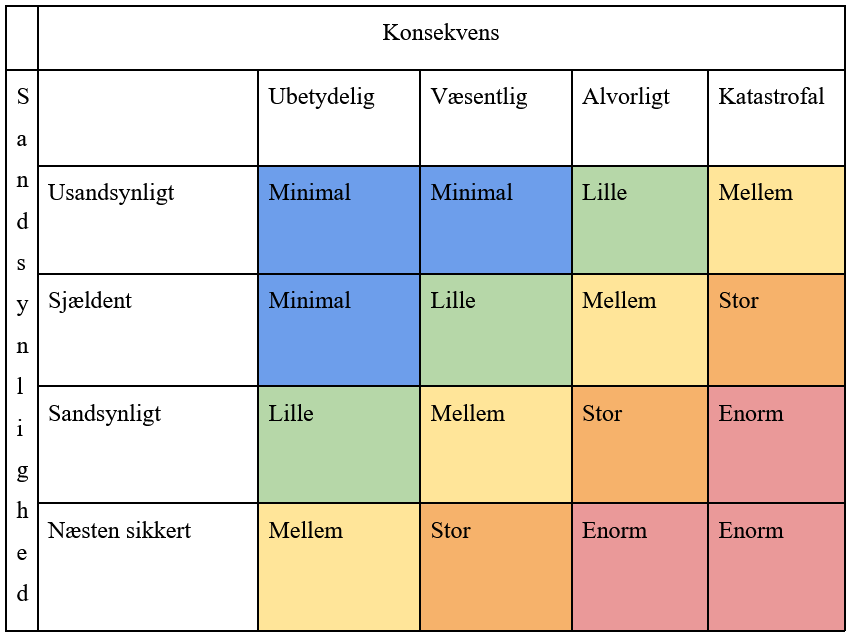 Konsekvens
Sandsynlighed
Ubetydelig Væsentlig Alvorligt Katastrofal
Usandsynligt Minimal Minimal Lille Mellem
Sjældent Minimal Lille Mellem Stor
Sandsynligt Lille Mellem Stor Enorm
Næsten sikkert Mellem Stor Enorm Enorm